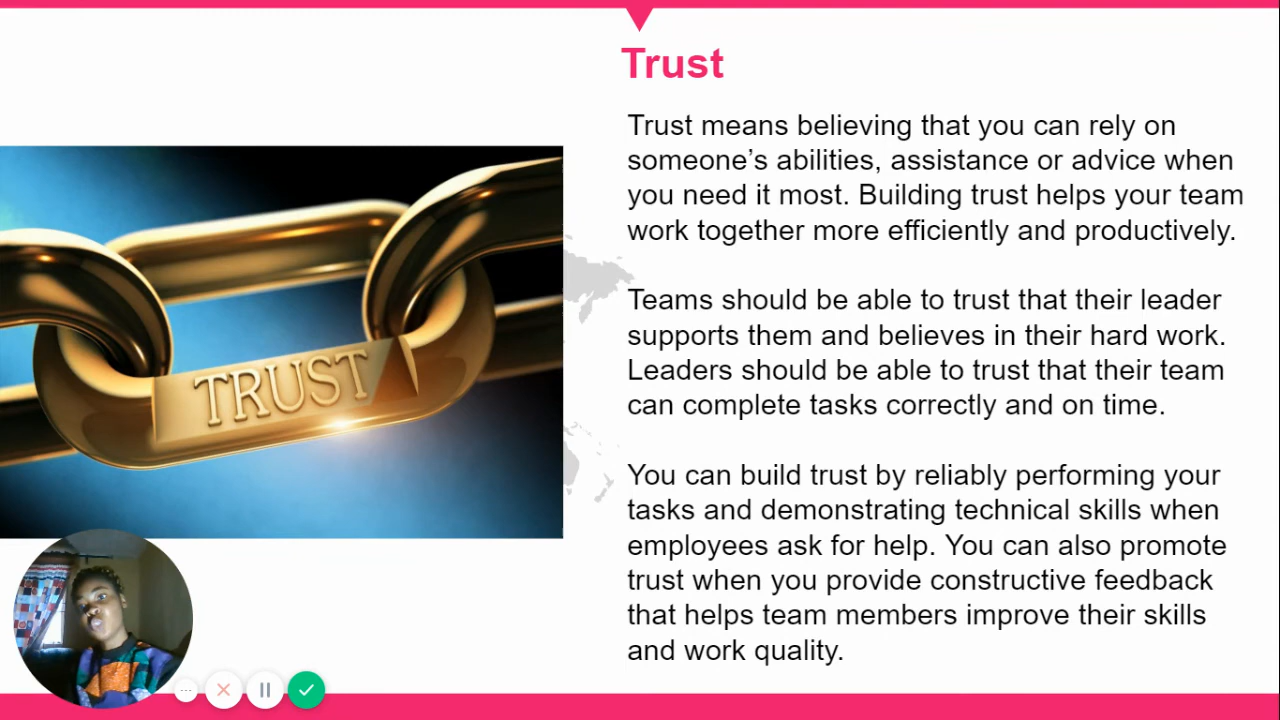 Trust
Trust means believing that you can rely on
someone’s abilities, assistance or advice when
you need it most. Building trust helps your team
work together more efficiently and productively.
Teams should be able to trust that their leader
supports them and believes in their hard work.
Leaders should be able to trust that their team
can complete tasks correctly and on time.
You can build trust by reliably performing your
tasks and demonstrating technical skills when
employees ask for help. You can also promote
trust when you provide constructive feedback
that helps team members improve their skills
and work quality.
TRUST